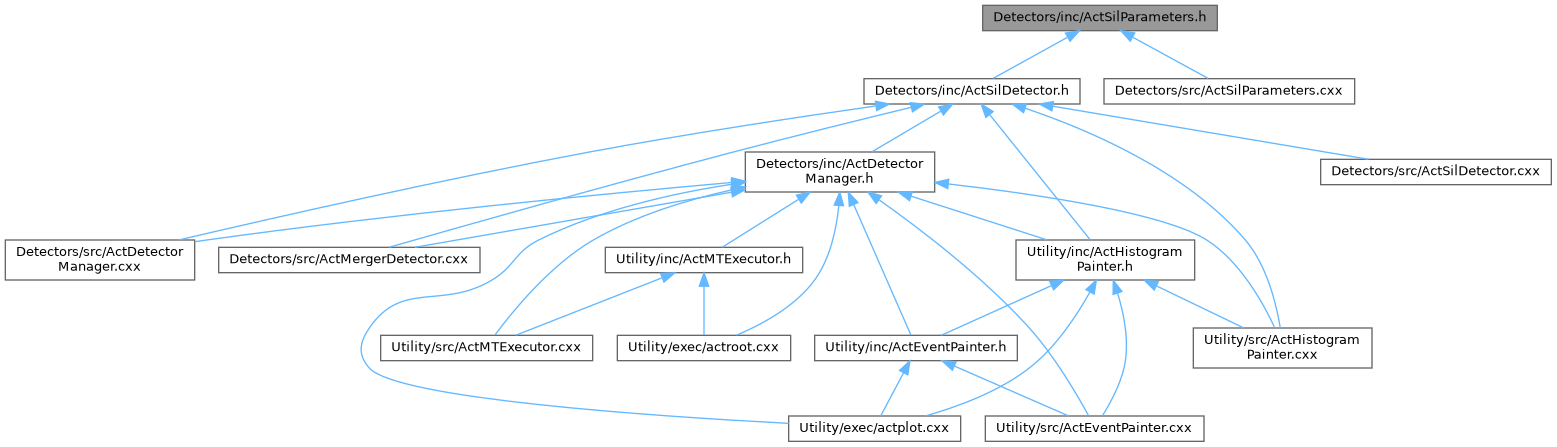 Detectors/inc/ActSilParameters.h
Detectors/inc/ActSilDetector.h
Detectors/src/ActSilParameters.cxx
Detectors/inc/ActDetector
Manager.h
Detectors/src/ActSilDetector.cxx
Detectors/src/ActDetector
Manager.cxx
Detectors/src/ActMergerDetector.cxx
Utility/inc/ActMTExecutor.h
Utility/inc/ActHistogram
Painter.h
Utility/src/ActMTExecutor.cxx
Utility/exec/actroot.cxx
Utility/inc/ActEventPainter.h
Utility/src/ActHistogram
Painter.cxx
Utility/exec/actplot.cxx
Utility/src/ActEventPainter.cxx